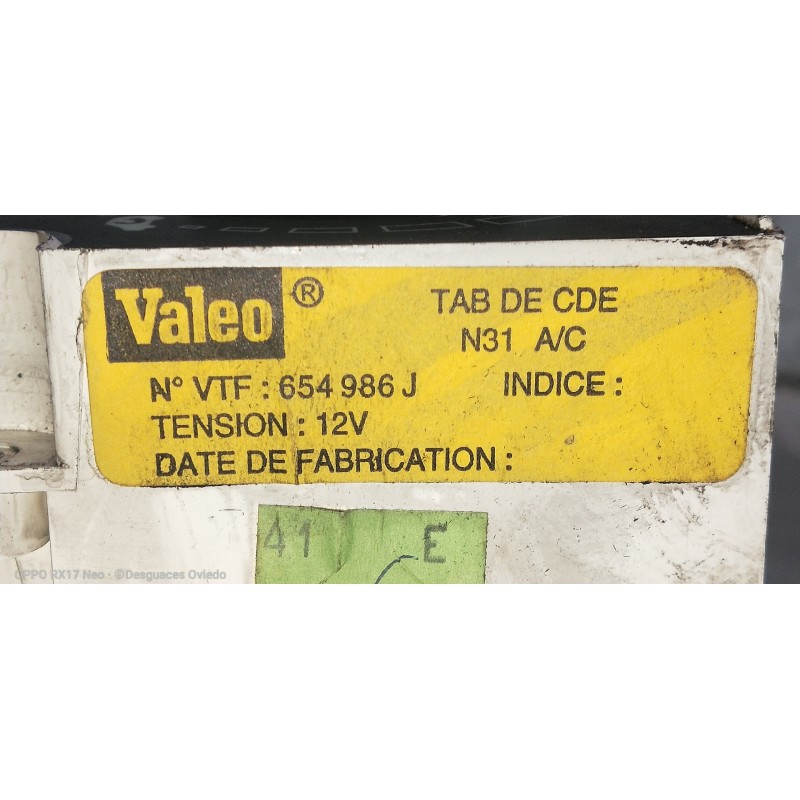 Valeo ®
TAB DE CDE
N31 A/C
N° VTF : 654 986 J INDICE :
TENSION : 12V
DATE DE FABRICATION :
41 E
OPPO RX17 Neo · ©Desguaces Oviedo